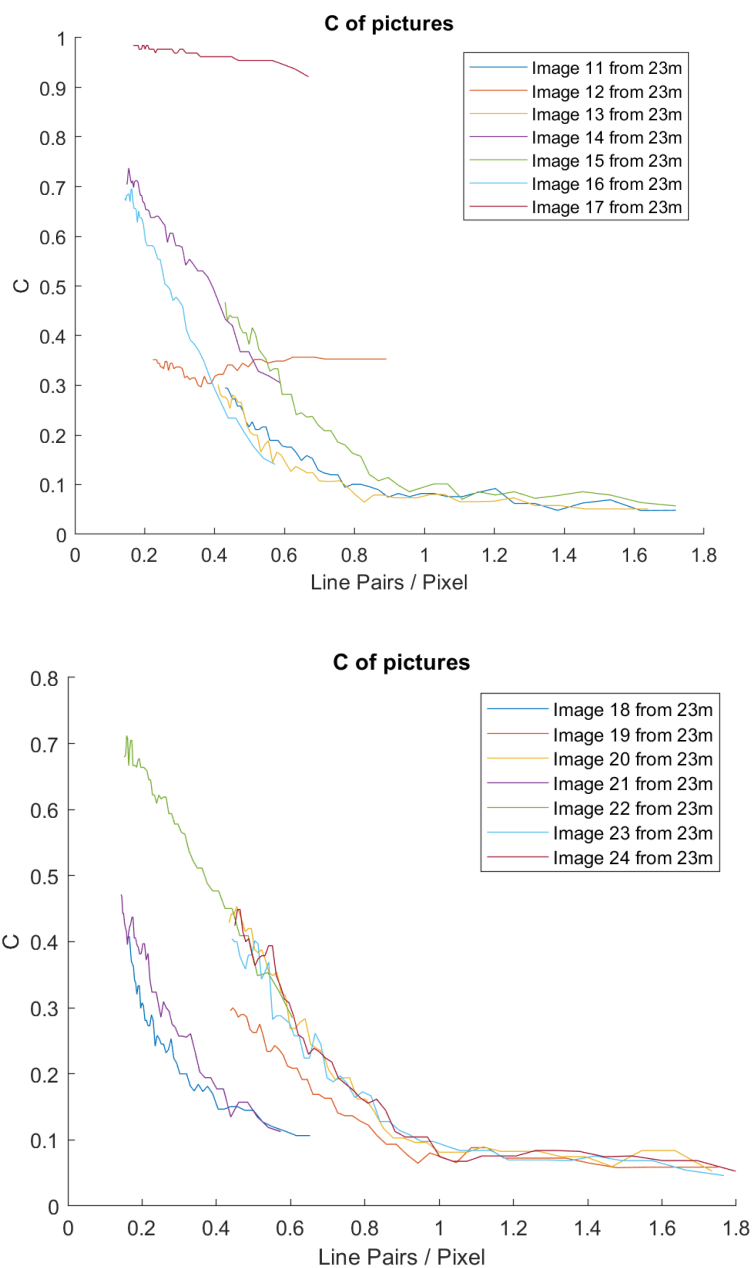 C of pictures
1
0.9
0.8
0.7
0.6
0.5
0.4
0.3
0.2
0.1
0
C
Image 11 from 23m
Image 12 from 23m
Image 13 from 23m
Image 14 from 23m
Image 15 from 23m
Image 16 from 23m
Image 17 from 23m
0 0.2 0.4 0.6 0.8 1 1.2 1.4 1.6 1.8
Line Pairs / Pixel
C of pictures
0.8
0.7
0.6
0.5
0.4
0.3
0.2
0.1
0
C
Image 18 from 23m
Image 19 from 23m
Image 20 from 23m
Image 21 from 23m
Image 22 from 23m
Image 23 from 23m
Image 24 from 23m
0 0.2 0.4 0.6 0.8 1 1.2 1.4 1.6 1.8
Line Pairs / Pixel